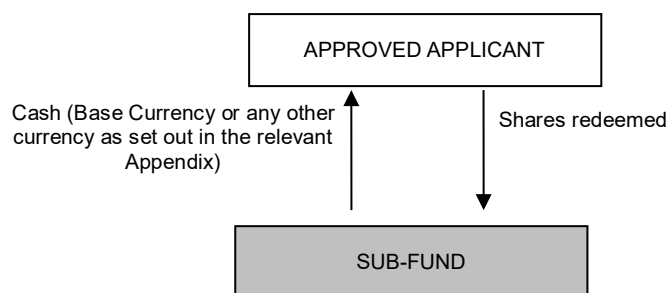 APPROVED APPLICANT
Cash (Base Currency or any other
currency as set out in the relevant
Appendix)
Shares redeemed
SUB-FUND